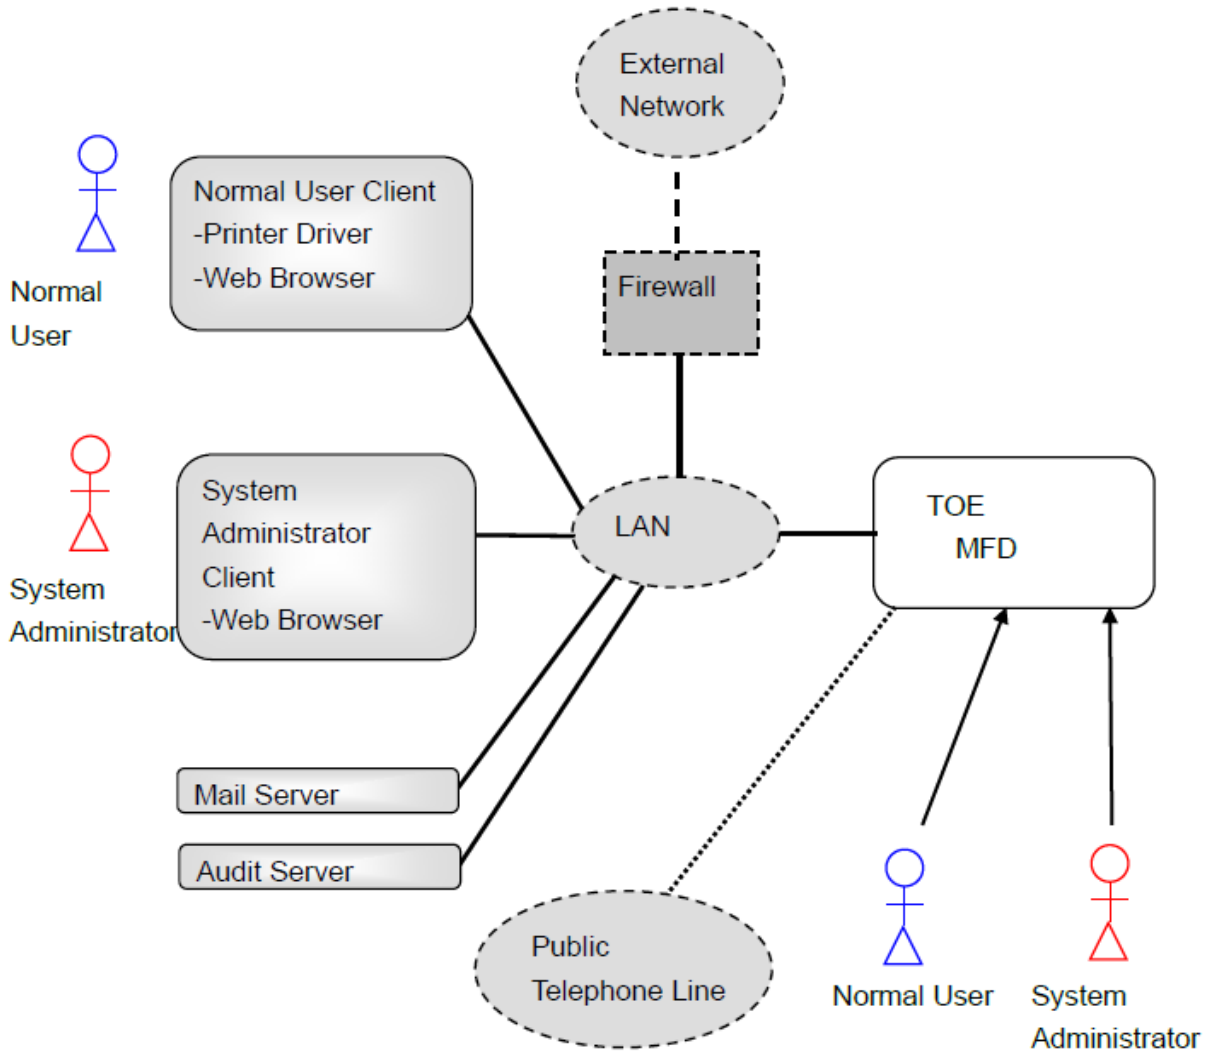 External
Network
Normal User Client
-Printer Driver
-Web Browser
Normal
User
Firewall
System
Administrator
Client
-Web Browser
System
Administrator
LAN
TOE
MFD
Mail Server
Audit Server
Public
Telephone Line
Normal User
System
Administrator